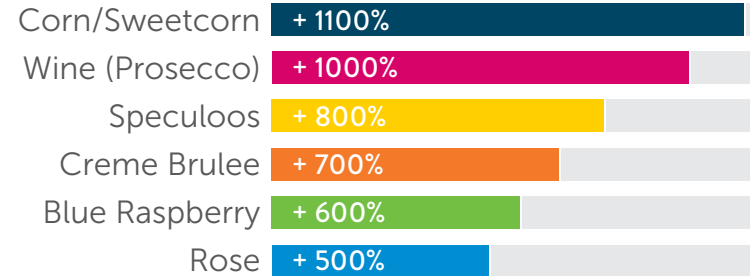 Corn/Sweetcorn + 1100%
Wine (Prosecco) + 1000%
Speculoos + 800%
Creme Brulee + 700%
Blue Raspberry + 600%
Rose + 500%